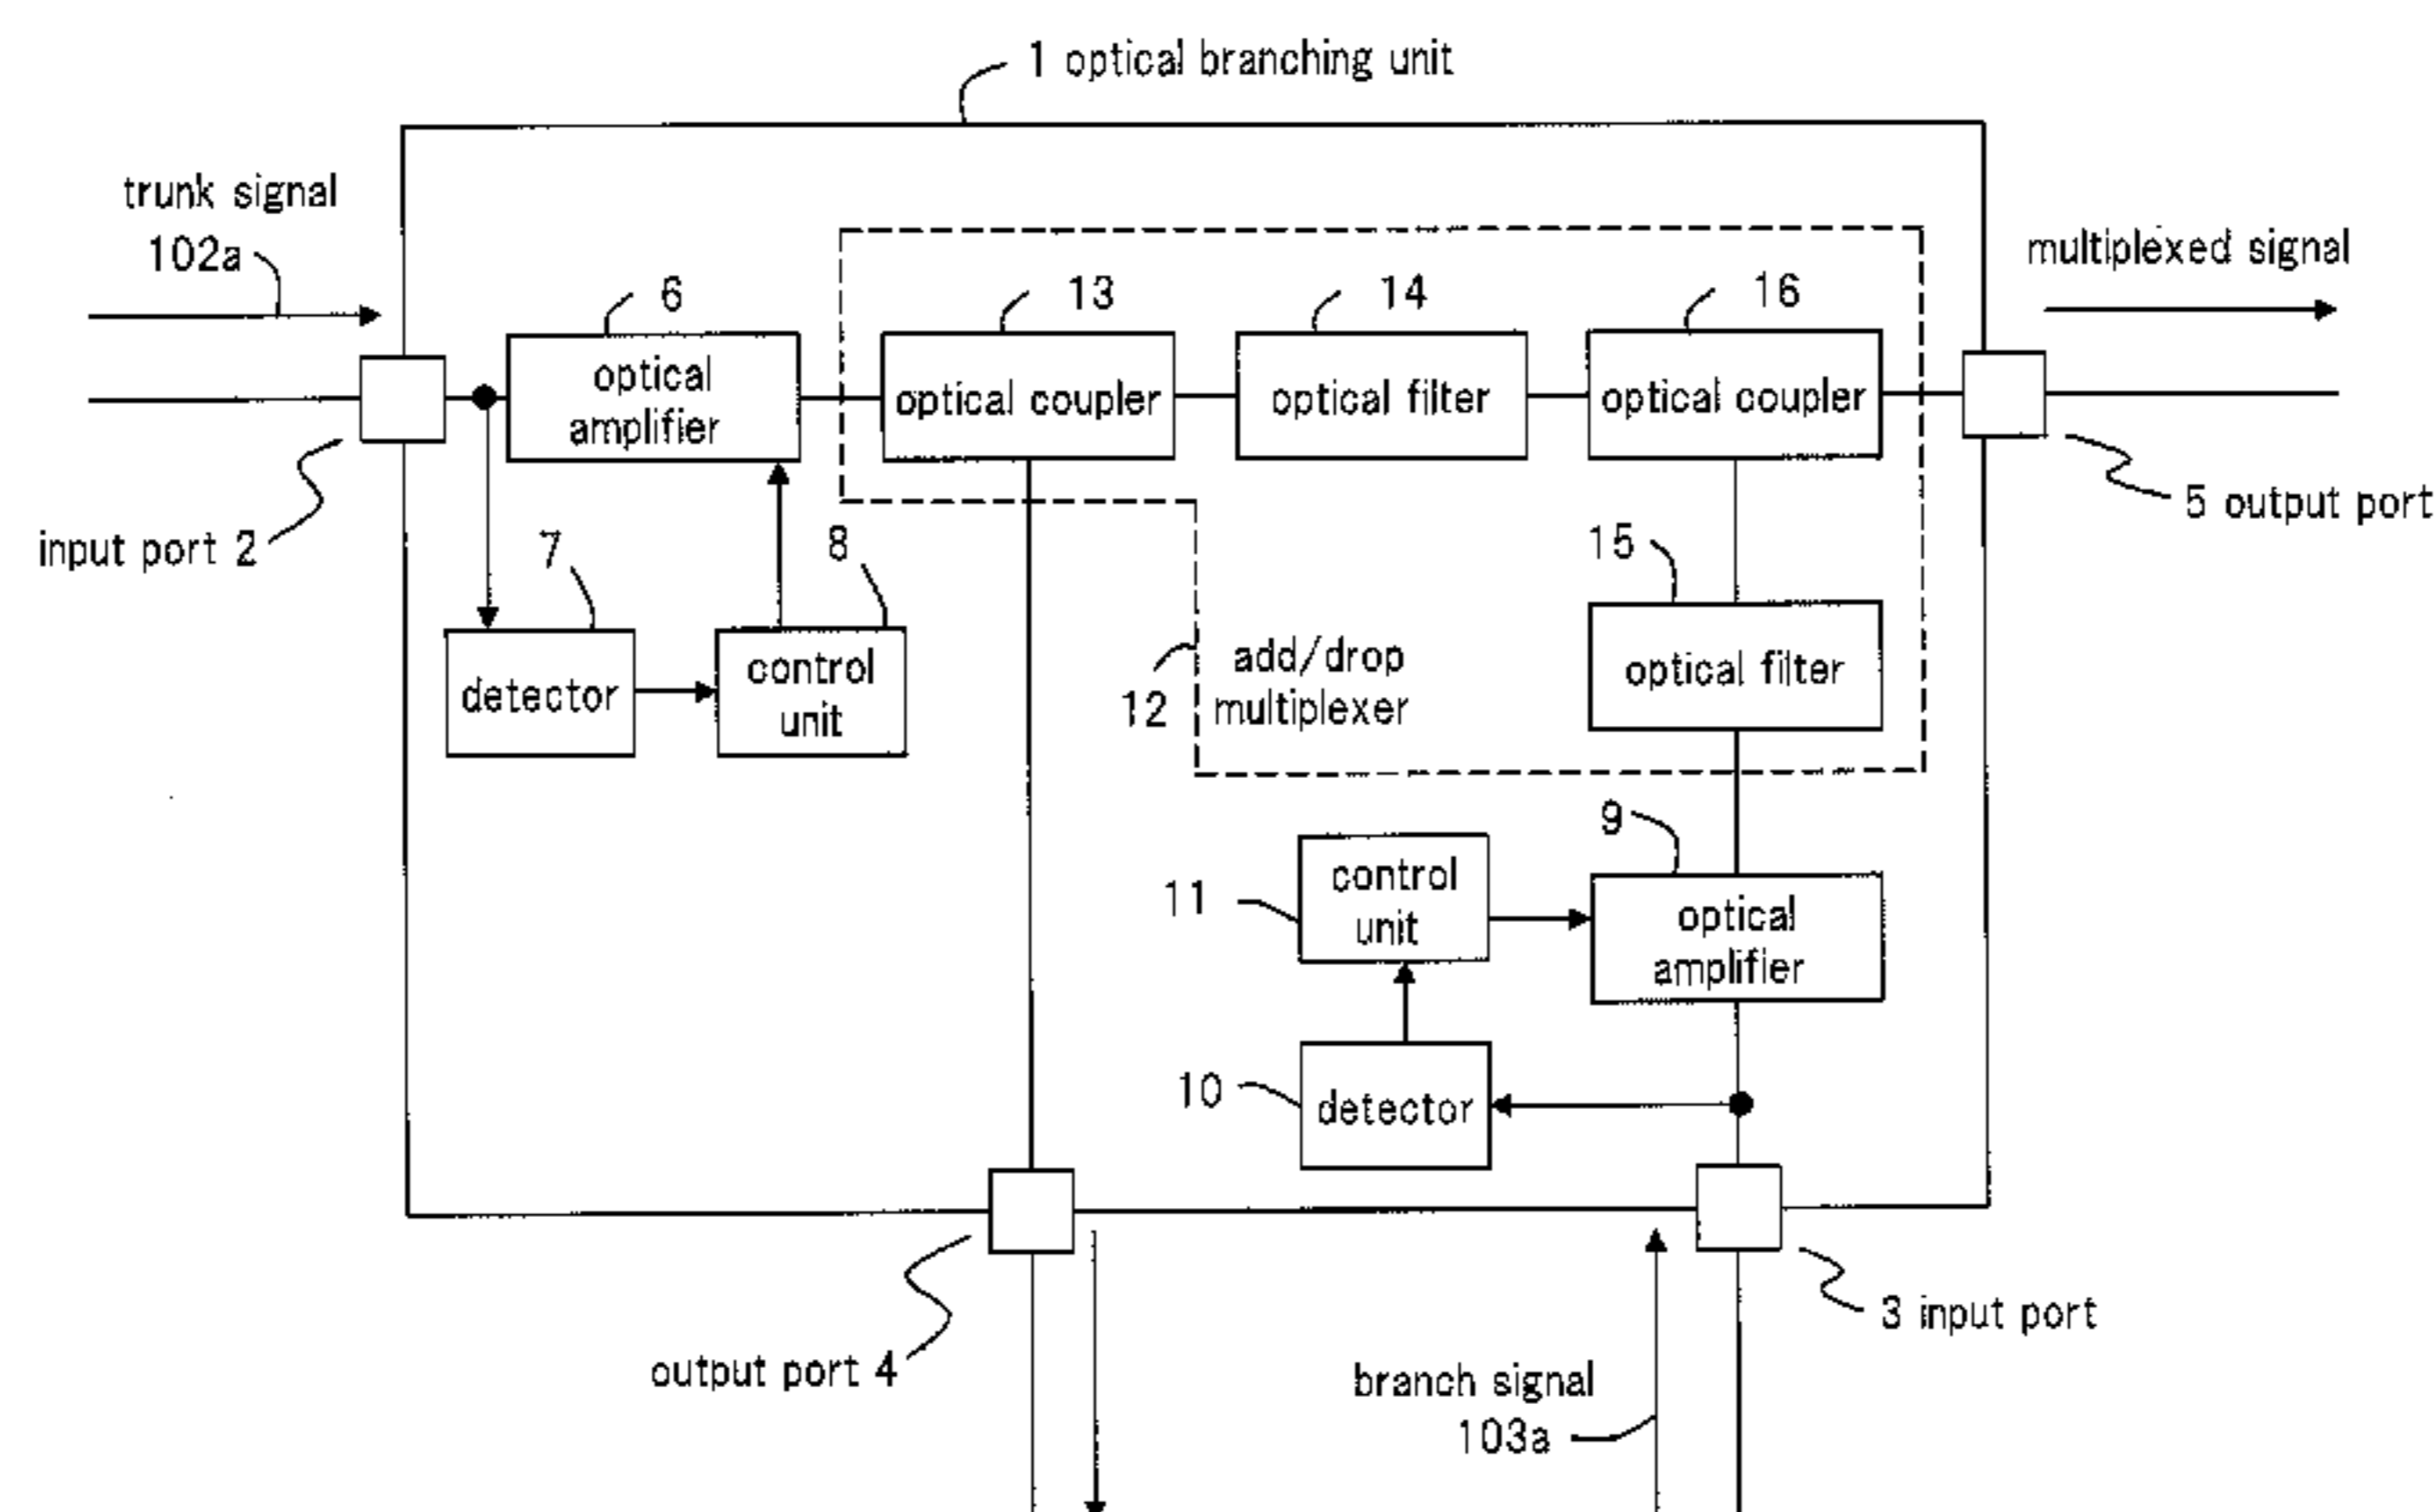 1 optical branching unit
trunk signal
102a
multiplexed signal
6
13
14
16
optical
amplifier
optical coupler
optical filter
optical coupler
5 output port
input port 2
7
8
15
detector
control
unit
optical filter
add/drop
multiplexer
12
9
11
control
unit
optical
amplifier
10
detector
3 input port
output port 4
branch signal
103a